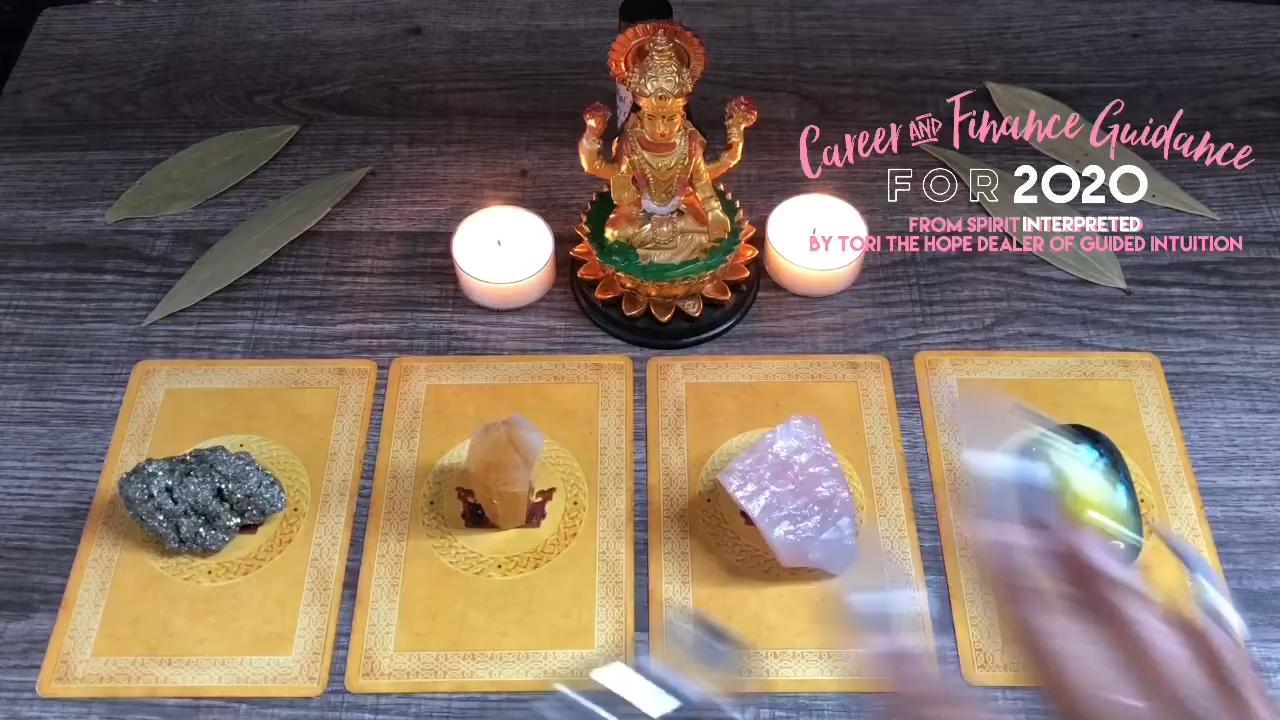 Career AND Finance Guidance
FOR 2020
FROM SPIRIT INTERPRETED
BY TORI THE HOPE DEALER OF GUIDED INTUITION